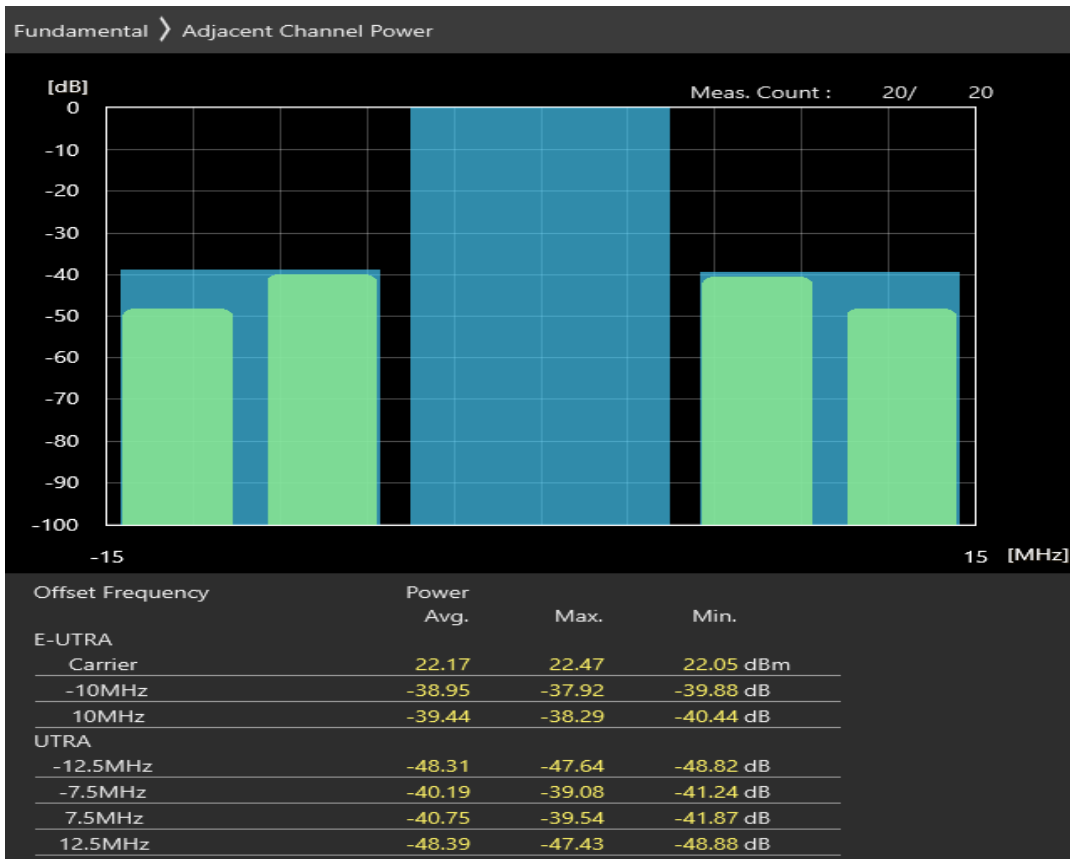 Fundamental ❭ Adjacent Channel Power
[dB]
Meas. Count : 20/ 20
0
-10
-20
-30
-40
-50
-60
-70
-80
-90
-100
-15 15 [MHz]
Offset Frequency Power
Avg. Max. Min.
E-UTRA
Carrier 22.17 22.47 22.05 dBm
-10MHz -38.95 -37.92 -39.88 dB
10MHz -39.44 -38.29 -40.44 dB
UTRA
-12.5MHz -48.31 -47.64 -48.82 dB
-7.5MHz -40.19 -39.08 -41.24 dB
7.5MHz -40.75 -39.54 -41.87 dB
12.5MHz -48.39 -47.43 -48.88 dB